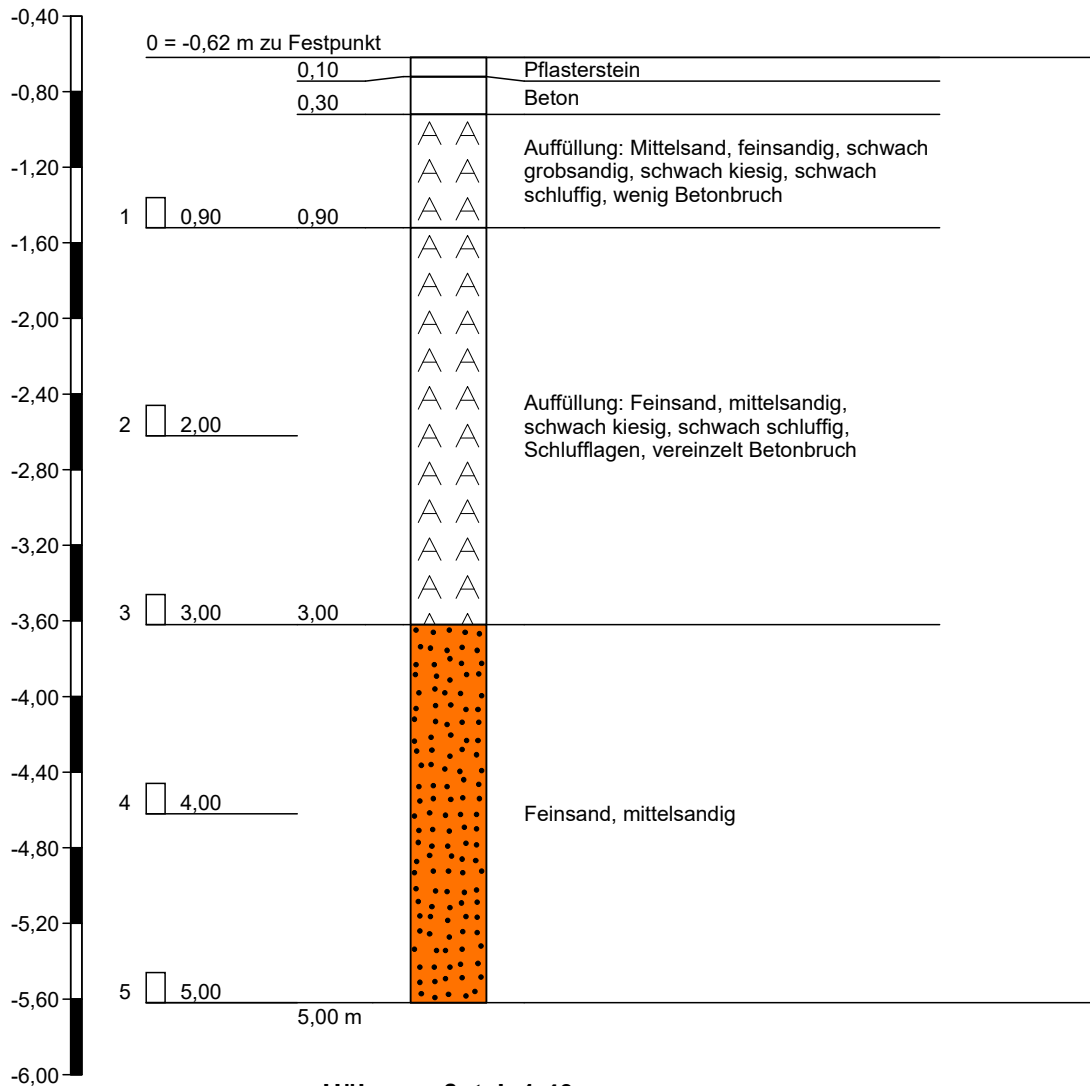 -0,40
0 = -0,62 m zu Festpunkt
0,10
Pflasterstein
-0,80
0,30
Beton
-1,20
Auffüllung: Mittelsand, feinsandig, schwach
grobsandig, schwach kiesig, schwach
schluffig, wenig Betonbruch
1
0,90
0,90
-1,60
-2,00
-2,40
Auffüllung: Feinsand, mittelsandig,
schwach kiesig, schwach schluffig,
Schlufflagen, vereinzelt Betonbruch
2
2,00
-2,80
-3,20
3
3,00
3,00
-3,60
-4,00
-4,40
4
4,00
Feinsand, mittelsandig
-4,80
-5,20
5
5,00
-5,60
5,00 m
-6,00